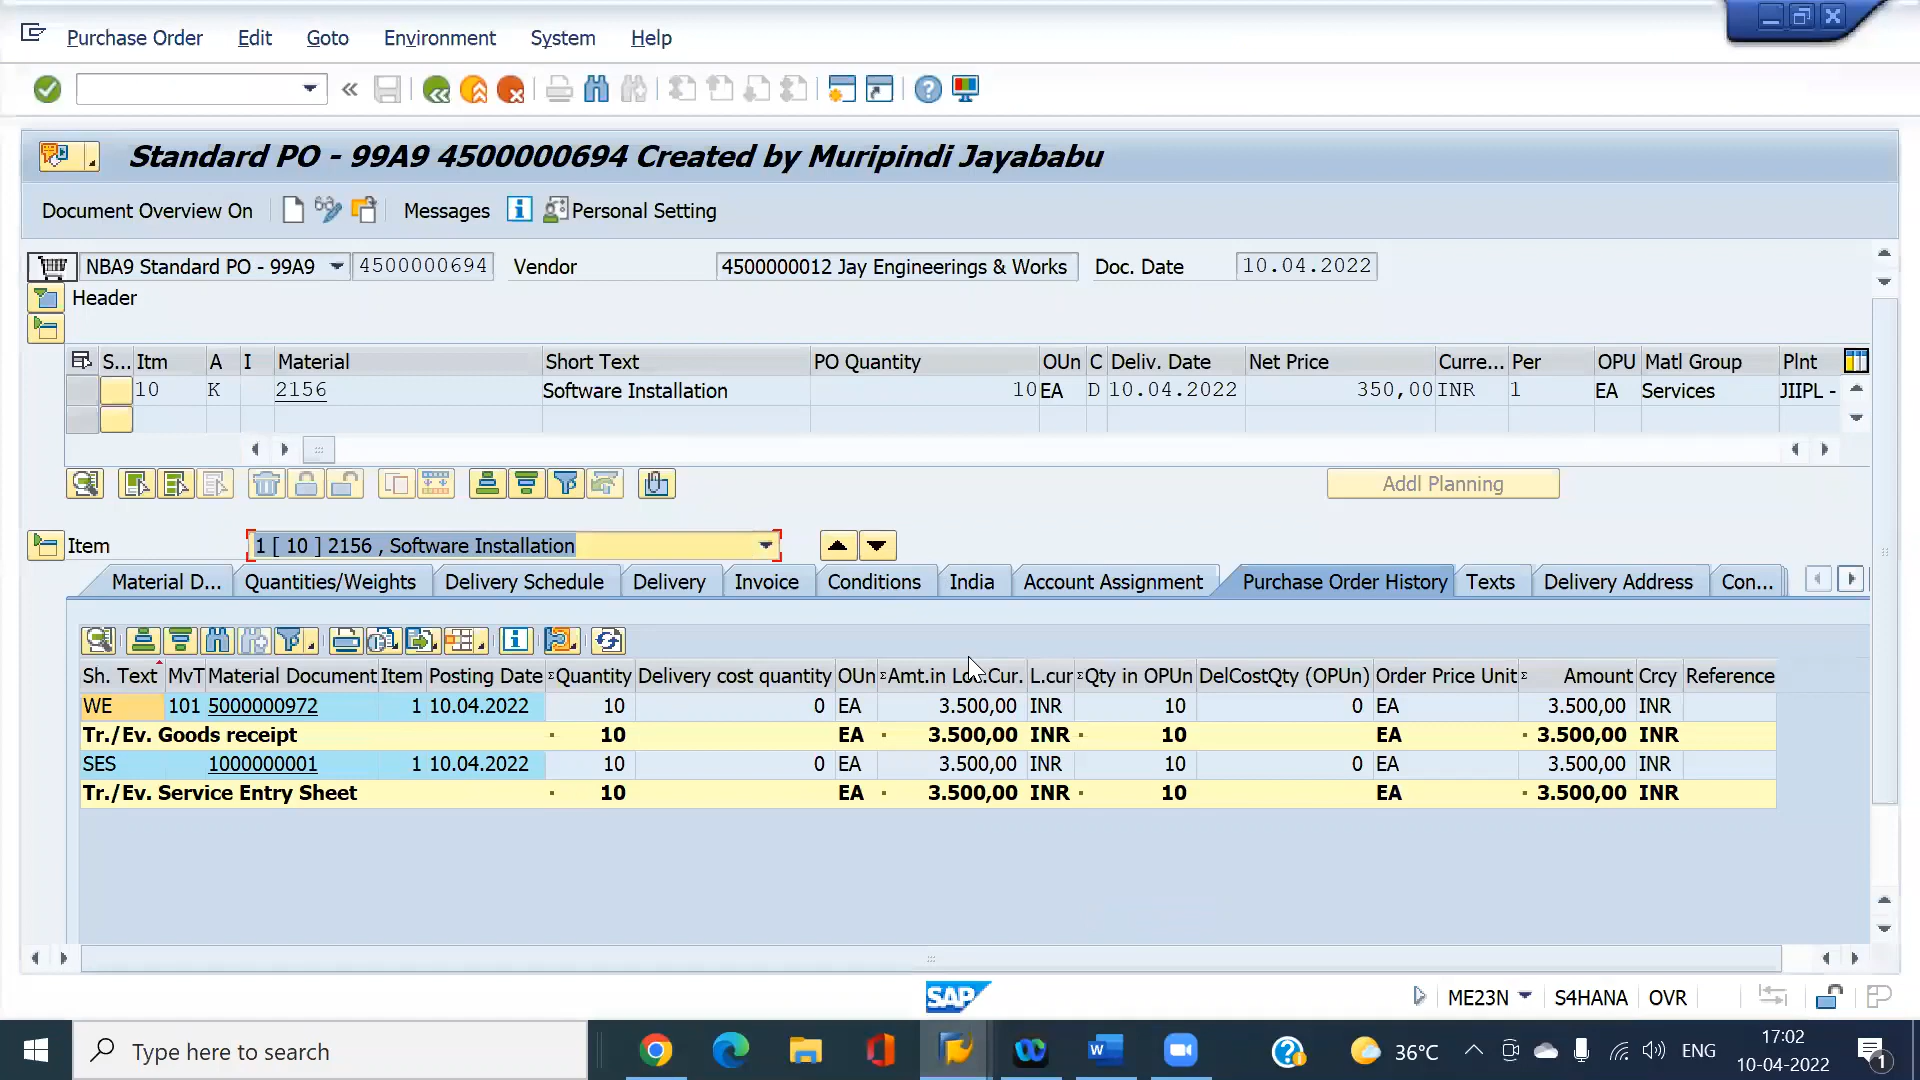 Purchase Order Edit Goto Environment System Help
Standard PO - 99A9 4500000694 Created by Muripindi Jayababu
Document Overview On Messages Personal Setting
NBA9 Standard PO - 99A9 4500000694 Vendor 4500000012 Jay Engineerings & Works Doc. Date 10.04.2022
Header
S... Itm A I Material Short Text PO Quantity OUn C Deliv. Date Net Price Curre... Per OPU Matl Group Plnt
10 K 2156 Software Installation 10 EA D 10.04.2022 350,00 INR 1 EA Services JIIPL -
Addl Planning
Item 1 [ 10 ] 2156 , Software Installation
Material D... Quantities/Weights Delivery Schedule Delivery Invoice Conditions India Account Assignment Purchase Order History Texts Delivery Address Con...
Sh. Text MvT Material Document Item Posting Date Quantity Delivery cost quantity OUn Amt.in Cur. L.cur Qty in OPUn DelCostQty (OPUn) Order Price Unit Amount Crcy Reference
WE 101 5000000972 1 10.04.2022 10 0 EA 3.500,00 INR 10 0 EA 3.500,00 INR
Tr./Ev. Goods receipt 10 EA 3.500,00 INR 10 EA 3.500,00 INR
SES 1000000001 1 10.04.2022 10 0 EA 3.500,00 INR 10 0 EA 3.500,00 INR
Tr./Ev. Service Entry Sheet 10 EA 3.500,00 INR 10 EA 3.500,00 INR
SAP ME23N S4HANA OVR
Type here to search 36°C ENG 17:02
10-04-2022 1